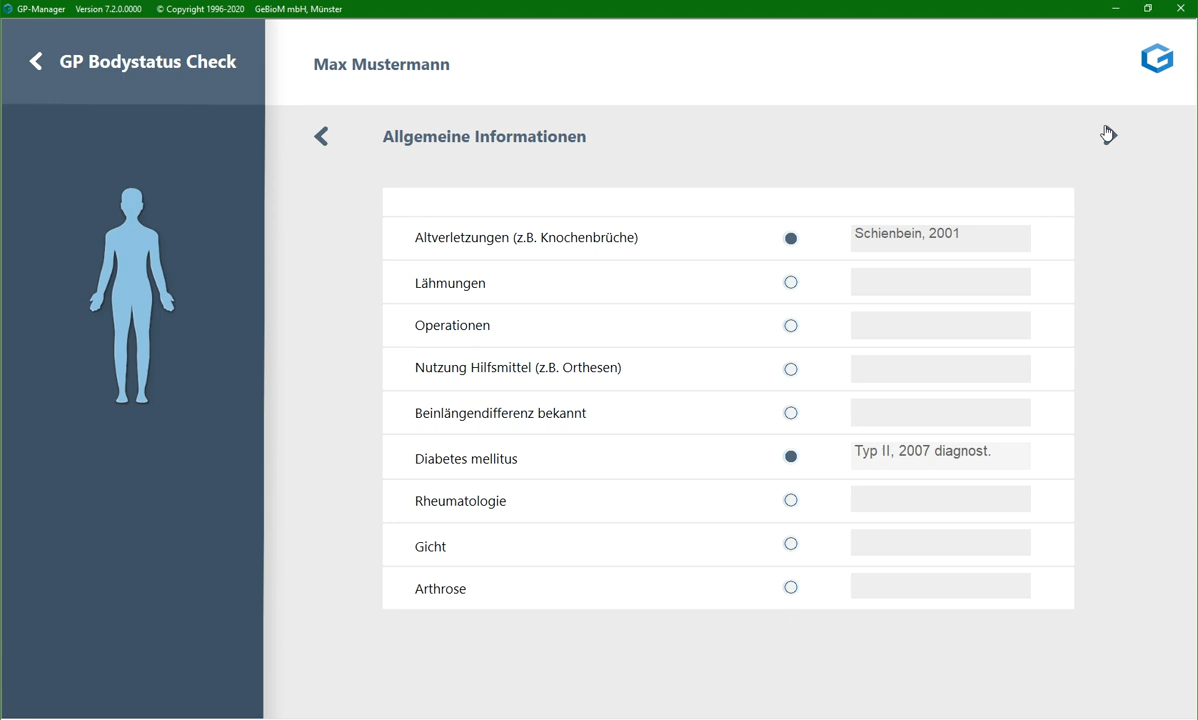 GP-Manager Version 7.2.0.0000 © Copyright 1996-2020 GeBioM mbH, Münster
GP Bodystatus Check
Max Mustermann
Allgemeine Informationen
Altverletzungen (z.B. Knochenbrüche) Schienbein, 2001
Lähmungen
Operationen
Nutzung Hilfsmittel (z.B. Orthesen)
Beinlängendifferenz bekannt
Diabetes mellitus Typ II, 2007 diagnost.
Rheumatologie
Gicht
Arthrose